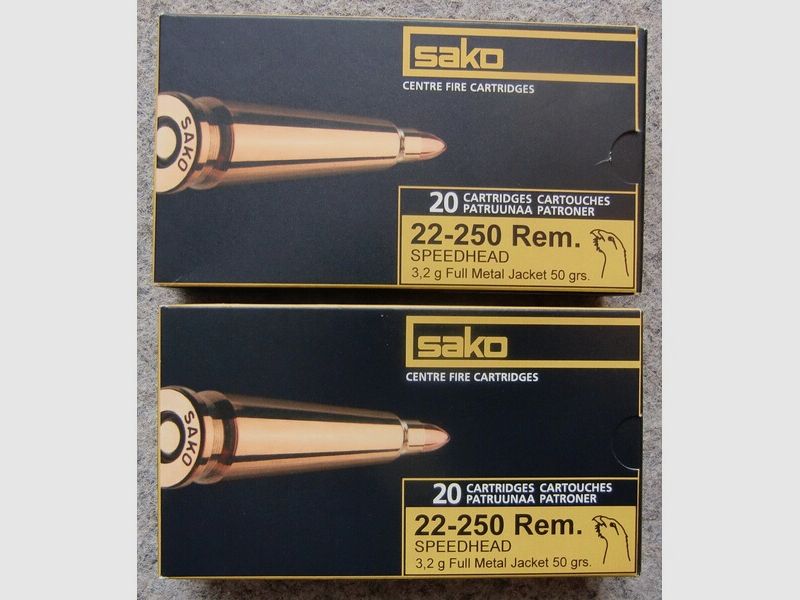 sako
CENTRE FIRE CARTRIDGES
SAKO
20 CARTRIDGES CARTOUCHES
PATRUUNAA PATRONER
22-250 Rem.
SPEEDHEAD
3,2 g Full Metal Jacket 50 grs.
sako
CENTRE FIRE CARTRIDGES
SAKO
20 CARTRIDGES CARTOUCHES
PATRUUNAA PATRONER
22-250 Rem.
SPEEDHEAD
3,2 g Full Metal Jacket 50 grs.